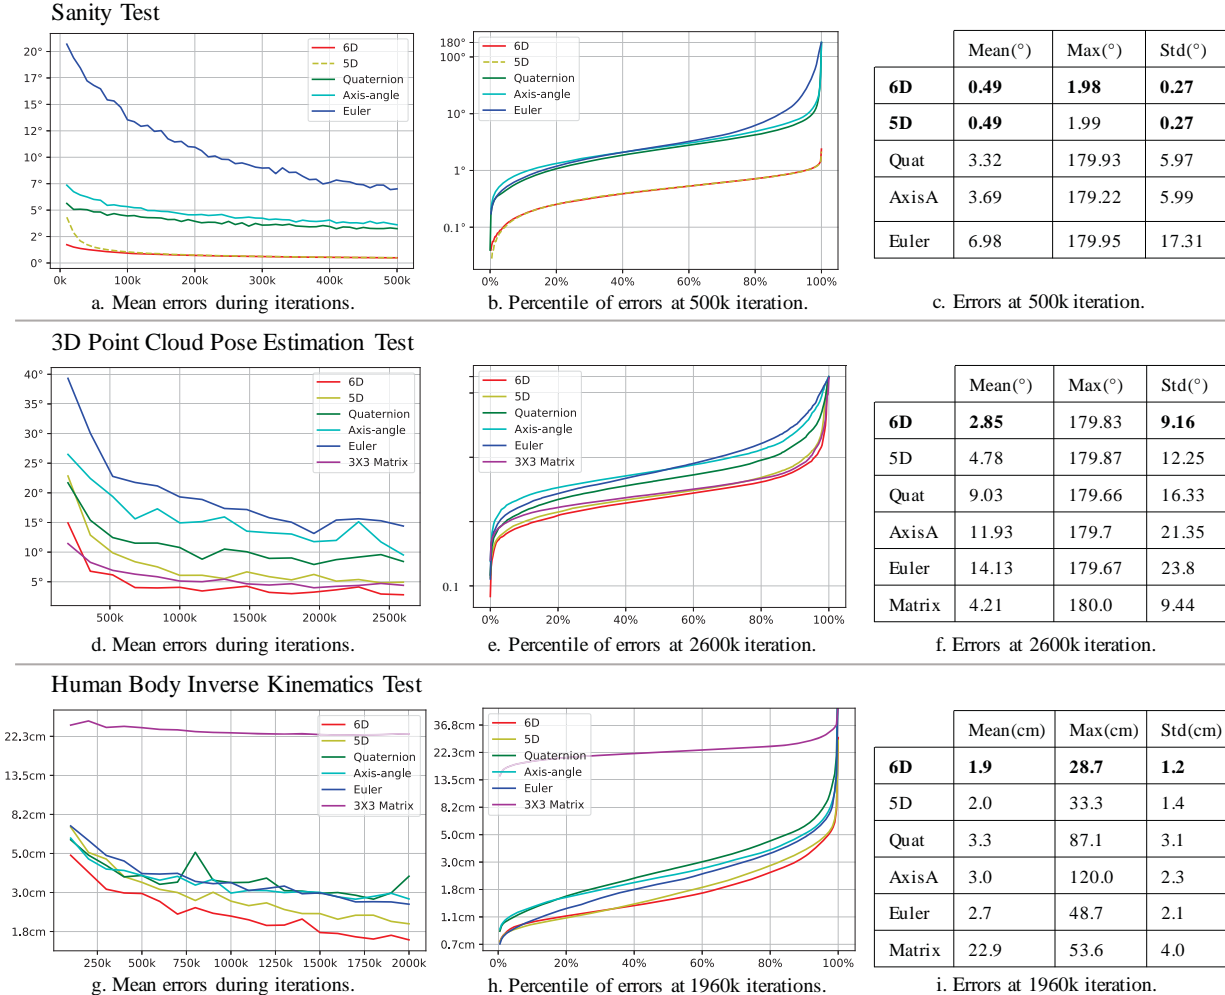 Sanity Test
20°
17°
15°
12°
10°
7°
5°
2°
0°
0k 100k 200k 300k 400k 500k
6D
5D
Quaternion
Axis-angle
Euler
a. Mean errors during iterations.
180°
100°
10°
1°
0.1°
0% 20% 40% 60% 80% 100%
6D
5D
Quaternion
Axis-angle
Euler
b. Percentile of errors at 500k iteration.
Mean(°) Max(°) Std(°)
6D 0.49 1.98 0.27
5D 0.49 1.99 0.27
Quat 3.32 179.93 5.97
AxisA 3.69 179.22 5.99
Euler 6.98 179.95 17.31
c. Errors at 500k iteration.
3D Point Cloud Pose Estimation Test
40°
35°
30°
25°
20°
15°
10°
5°
500k 1000k 1500k 2000k 2500k
6D
5D
Quaternion
Axis-angle
Euler
3X3 Matrix
d. Mean errors during iterations.
0.1
0% 20% 40% 60% 80% 100%
6D
5D
Quaternion
Axis-angle
Euler
3X3 Matrix
e. Percentile of errors at 2600k iteration.
Mean(°) Max(°) Std(°)
6D 2.85 179.83 9.16
5D 4.78 179.87 12.25
Quat 9.03 179.66 16.33
AxisA 11.93 179.7 21.35
Euler 14.13 179.67 23.8
Matrix 4.21 180.0 9.44
f. Errors at 2600k iteration.
Human Body Inverse Kinematics Test
22.3cm
13.5cm
8.2cm
5.0cm
3.0cm
1.8cm
250k 500k 750k 1000k 1250k 1500k 1750k 2000k
6D
5D
Quaternion
Axis-angle
Euler
3X3 Matrix
g. Mean errors during iterations.
36.8cm
22.3cm
13.5cm
8.2cm
5.0cm
3.0cm
1.8cm
1.1cm
0.7cm
0% 20% 40% 60% 80% 100%
6D
5D
Quaternion
Axis-angle
Euler
3X3 Matrix
h. Percentile of errors at 1960k iterations.
Mean(cm) Max(cm) Std(cm)
6D 1.9 28.7 1.2
5D 2.0 33.3 1.4
Quat 3.3 87.1 3.1
AxisA 3.0 120.0 2.3
Euler 2.7 48.7 2.1
Matrix 22.9 53.6 4.0
i. Errors at 1960k iteration.